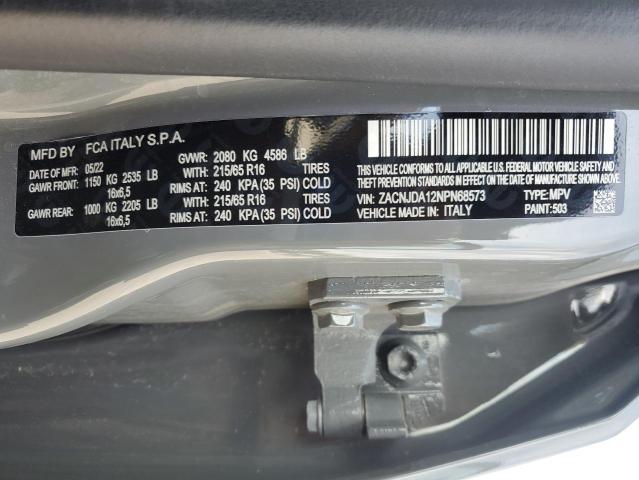 MFD BY FCA ITALY S.P.A.
DATE OF MFR: 05/22 GVWR: 2080 KG 4586 LB
GAWR FRONT: 1150 KG 2535 LB WITH: 215/65 R16 TIRES
16x6,5 RIMS AT: 240 KPA(35 PSI) COLD
GAWR REAR: 1000 KG 2205 LB WITH: 215/65 R16 TIRES
16x6,5 RIMS AT: 240 KPA(35 PSI) COLD
THIS VEHICLE CONFORMS TO ALL APPLICABLE U.S.A. FEDERAL MOTOR VEHICLE SAFETY
BUMPER AND THEFT PREVENTION STANDARDS IN EFFECT ON THE DATE OF MANUFACTURE SHOWN ABOVE.
VIN: ZACNJDA12NPN68573 TYPE: MPV
MADE IN: ITALY PAINT: 503